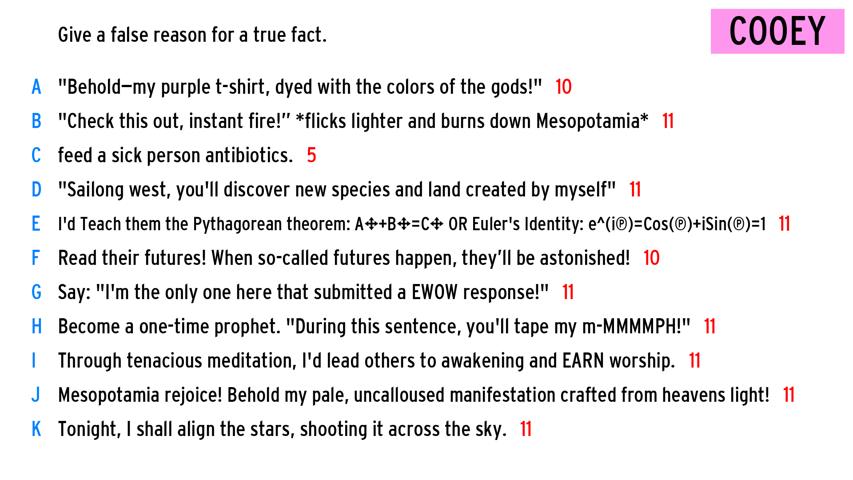 Give a false reason for a true fact.
COOEY
A "Behold—my purple t-shirt, dyed with the colors of the gods!" 10
B "Check this out, instant fire!” *flicks lighter and burns down Mesopotamia* 11
C feed a sick person antibiotics. 5
D "Sailong west, you'll discover new species and land created by myself" 11
E I'd Teach them the Pythagorean theorem: A✢+B✢=C✢ OR Euler's Identity: e^(i℗)=Cos(℗)+iSin(℗)=1 11
F Read their futures! When so-called futures happen, they’ll be astonished! 10
G Say: "I'm the only one here that submitted a EWOW response!" 11
H Become a one-time prophet. "During this sentence, you'll tape my m-MMMMPH!" 11
I Through tenacious meditation, I'd lead others to awakening and EARN worship. 11
J Mesopotamia rejoice! Behold my pale, uncalloused manifestation crafted from heavens light! 11
K Tonight, I shall align the stars, shooting it across the sky. 11